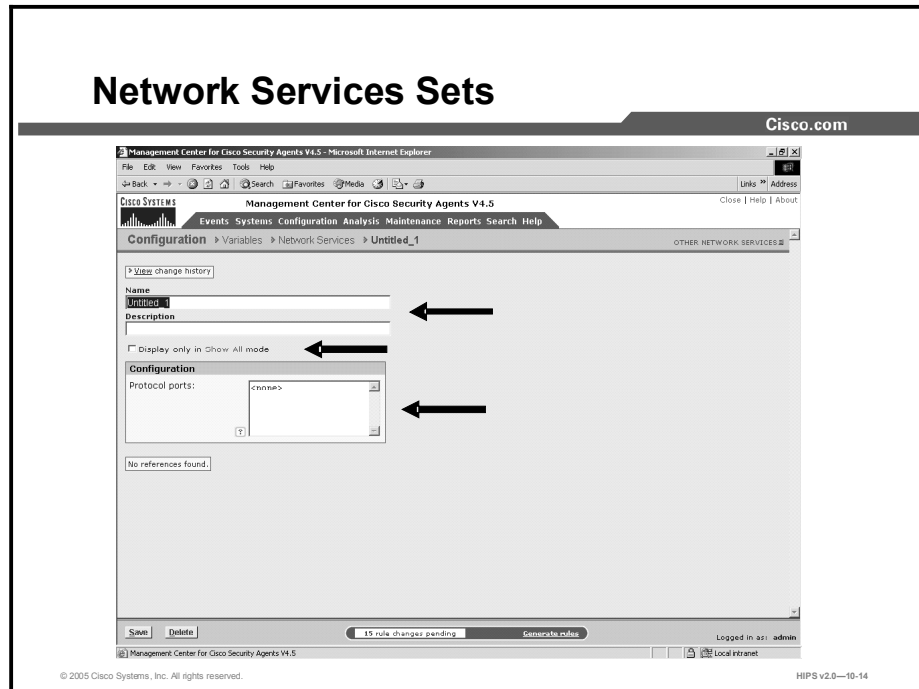 Network Services Sets
Cisco.com
Management Center for Cisco Security Agents V4.5 - Microsoft Internet Explorer
File Edit View Favorites Tools Help
Back Search Favorites Media Links » Address
CISCO SYSTEMS Management Center for Cisco Security Agents V4.5 Close | Help | About
Events Systems Configuration Analysis Maintenance Reports Search Help
Configuration Variables Network Services Untitled_1 OTHER NETWORK SERVICES
View change history
Name
Untitled_1
Description
Display only in Show All mode
Configuration
Protocol ports: <none>
?
No references found.
Save Delete 15 rule changes pending Generate rules Logged in as: admin
Management Center for Cisco Security Agents V4.5 Local intranet
© 2005 Cisco Systems, Inc. All rights reserved. HIPS v2.0—10-14